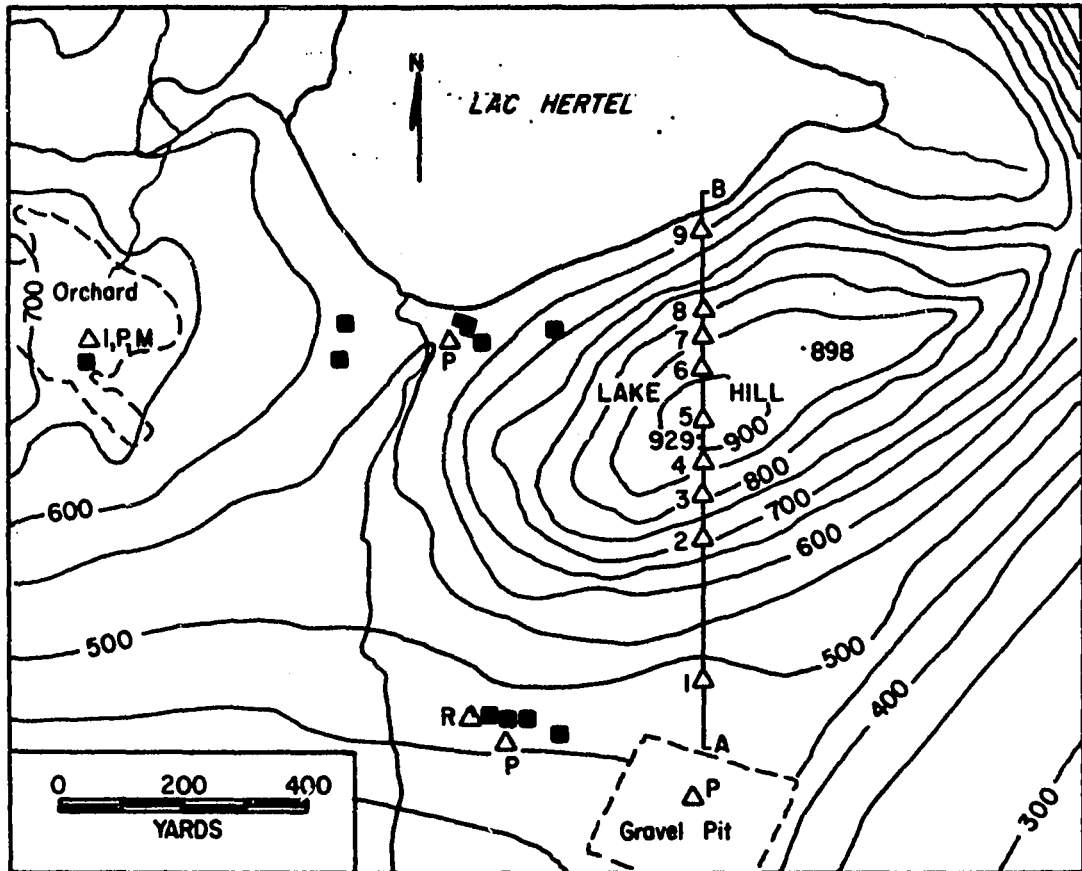 N
LAC HERTEL
B
9
700
Orchard
I,P,M
P
8
7
6
898
LAKE HILL
5
929
900
4
3
800
700
2
600
600
500
500
1
400
R
P
A
P
Gravel Pit
300
0 200 400
YARDS